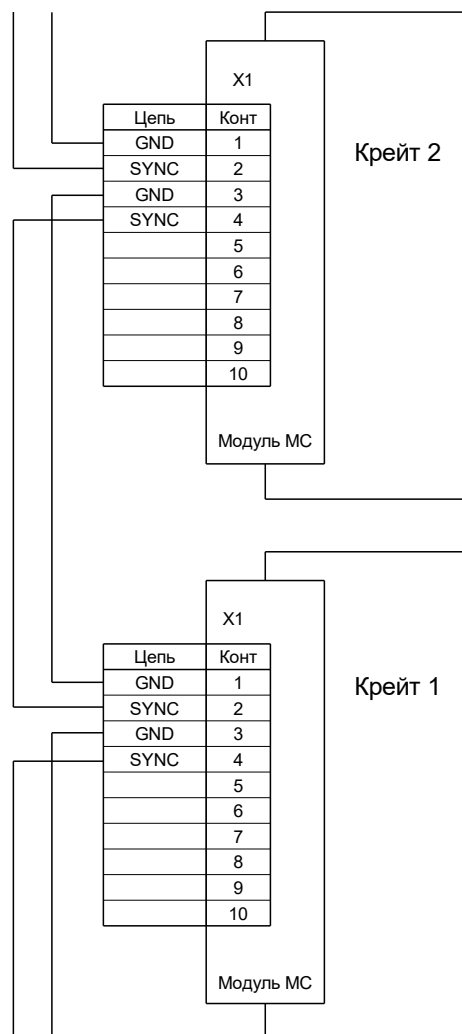 X1
Цепь Конт
GND 1
Крейт 2
SYNC 2
GND 3
SYNC 4
5
6
7
8
9
10
Модуль МС
X1
Цепь Конт
GND 1
Крейт 1
SYNC 2
GND 3
SYNC 4
5
6
7
8
9
10
Модуль МС